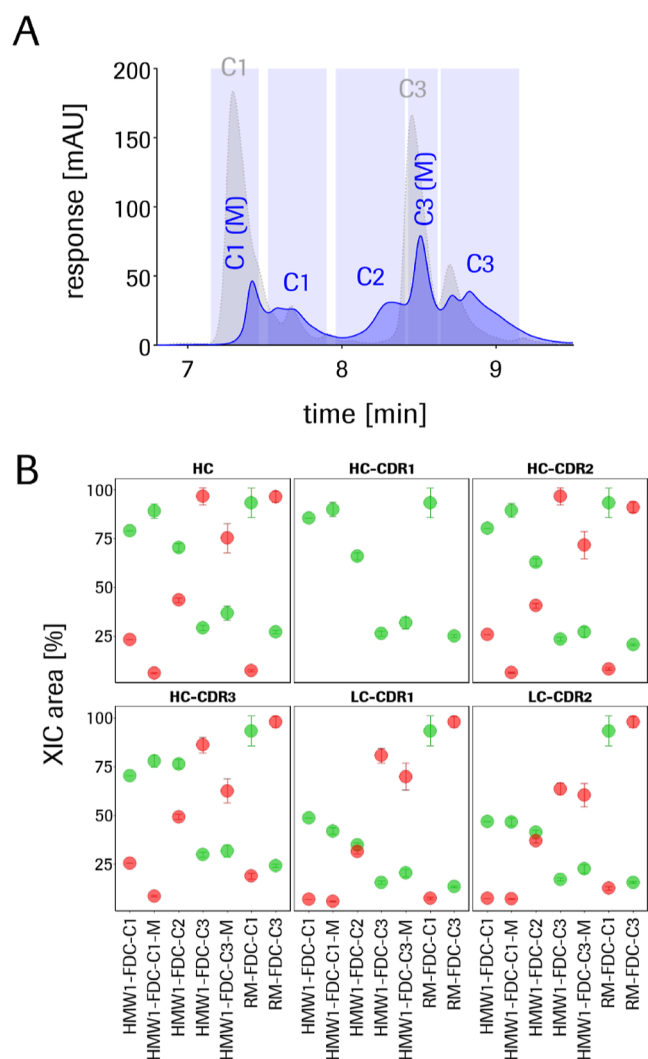 A
response [mAU]
200
150
100
50
0
C1
C3
C1 (M)
C1
C2
C3 (M)
C3
7
8
9
time [min]
B
XIC area [%]
HC
HC-CDR1
HC-CDR2
100
75
50
25
HC-CDR3
LC-CDR1
LC-CDR2
100
75
50
25
HMW1-FDC-C1
HMW1-FDC-C1-M
HMW1-FDC-C2
HMW1-FDC-C3
HMW1-FDC-C3-M
RM-FDC-C1
RM-FDC-C3
HMW1-FDC-C1
HMW1-FDC-C1-M
HMW1-FDC-C2
HMW1-FDC-C3
HMW1-FDC-C3-M
RM-FDC-C1
RM-FDC-C3
HMW1-FDC-C1
HMW1-FDC-C1-M
HMW1-FDC-C2
HMW1-FDC-C3
HMW1-FDC-C3-M
RM-FDC-C1
RM-FDC-C3